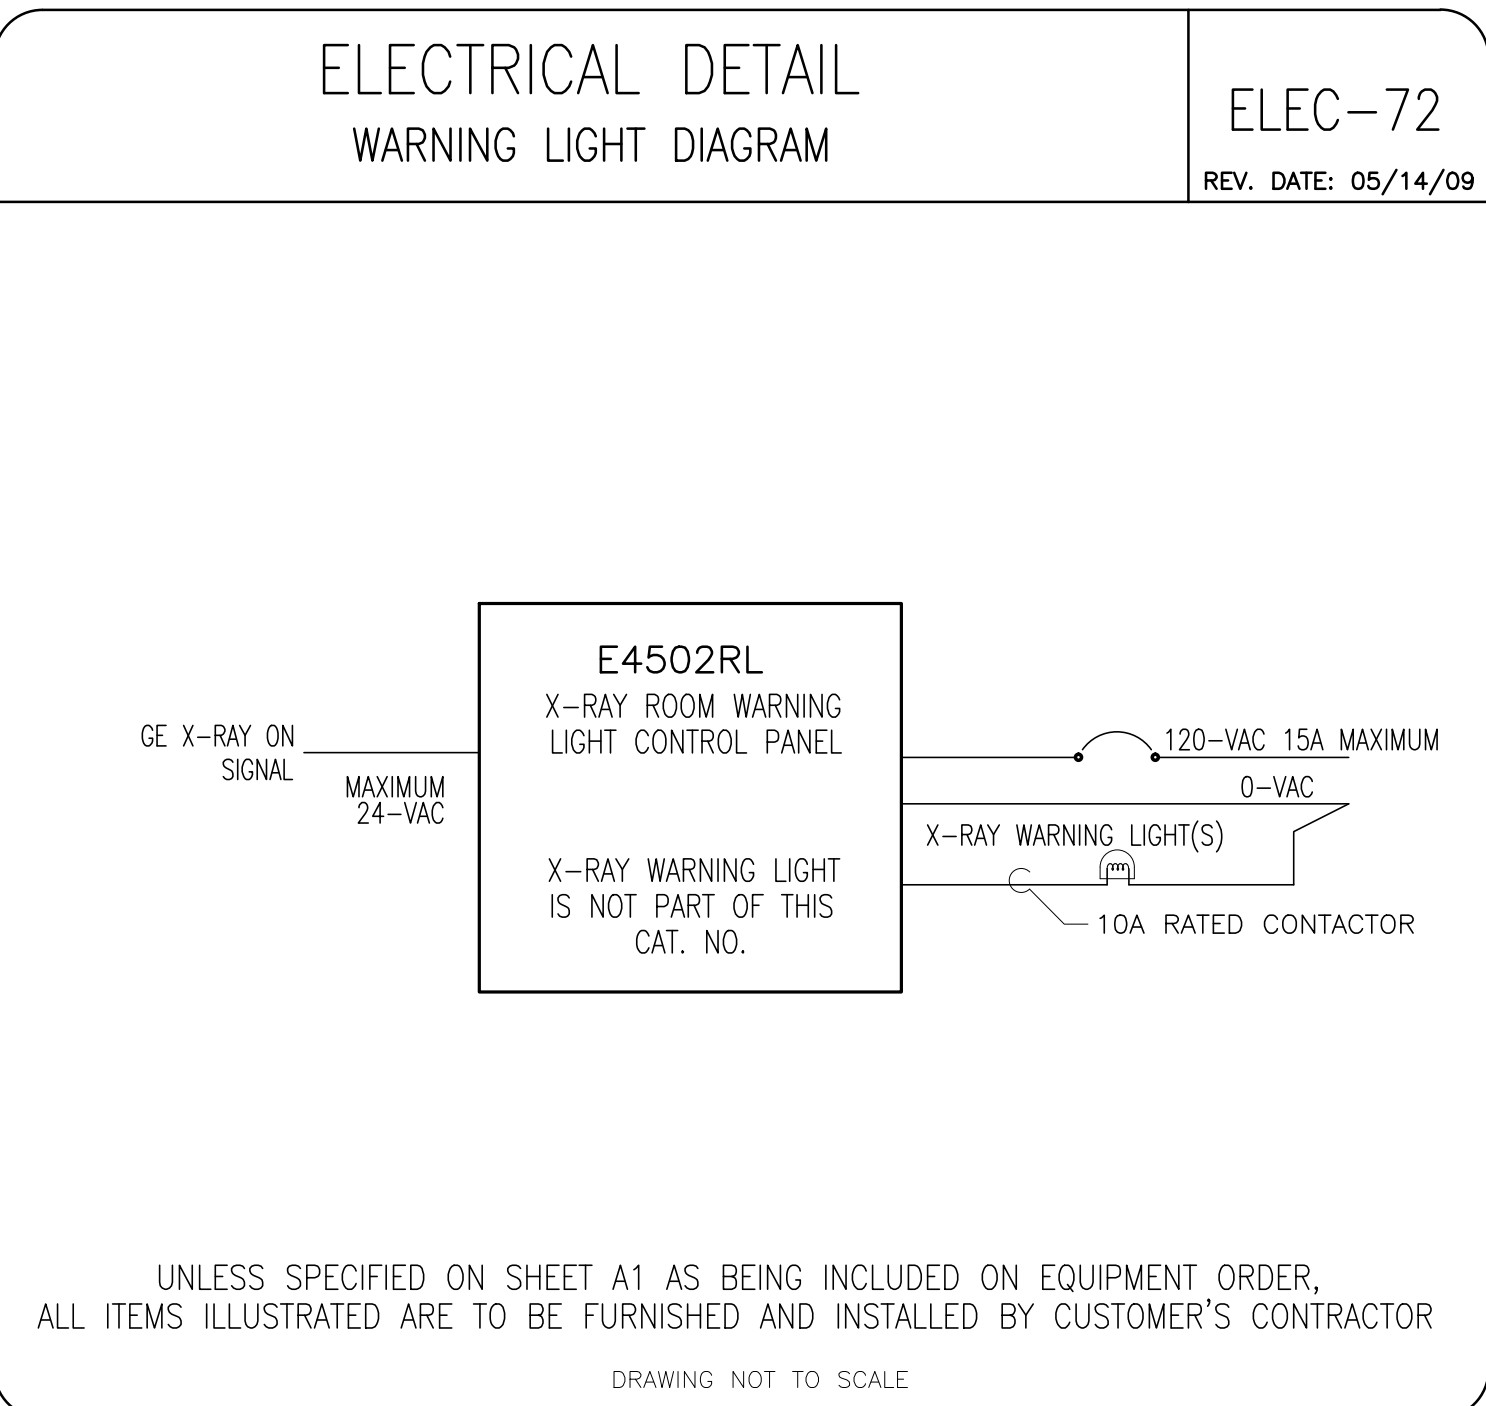 ELECTRICAL DETAIL
WARNING LIGHT DIAGRAM
ELEC-72
REV. DATE: 05/14/09
E4502RL
X-RAY ROOM WARNING
LIGHT CONTROL PANEL
GE X-RAY ON
SIGNAL
MAXIMUM
24-VAC
120-VAC 15A MAXIMUM
0-VAC
X-RAY WARNING LIGHT(S)
X-RAY WARNING LIGHT
IS NOT PART OF THIS
CAT. NO.
10A RATED CONTACTOR
UNLESS SPECIFIED ON SHEET A1 AS BEING INCLUDED ON EQUIPMENT ORDER,
ALL ITEMS ILLUSTRATED ARE TO BE FURNISHED AND INSTALLED BY CUSTOMER'S CONTRACTOR
DRAWING NOT TO SCALE